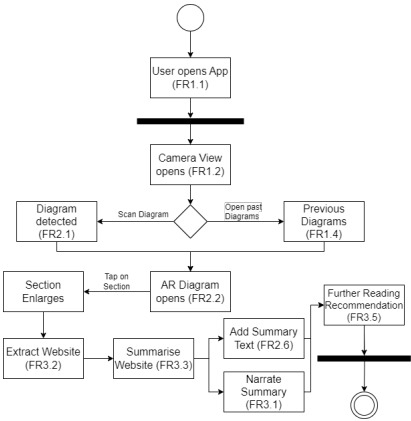 User opens App
(FR1.1)
Camera View
opens (FR1.2)
Diagram
detected
(FR2.1)
Scan Diagram
Open past
Diagrams
Previous
Diagrams
(FR1.4)
Section
Enlarges
Tap on
Section
AR Diagram
opens (FR2.2)
Further Reading
Recommendation
(FR3.5)
Extract Website
(FR3.2)
Summarise
Website (FR3.3)
Add Summary
Text (FR2.6)
Narrate
Summary
(FR3.1)